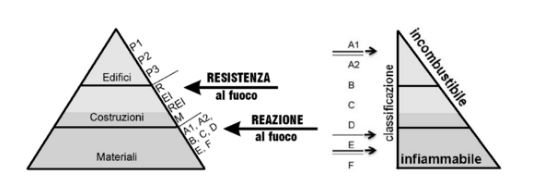 P1
P2
P3
Edifici
R
EI
REI
M
Costruzioni
A1, A2,
B, C, D
E, F
Materiali
RESISTENZA
al fuoco
REAZIONE
al fuoco
A1
A2
B
C
D
E
F
classificazione
incombustibile
infiammabile